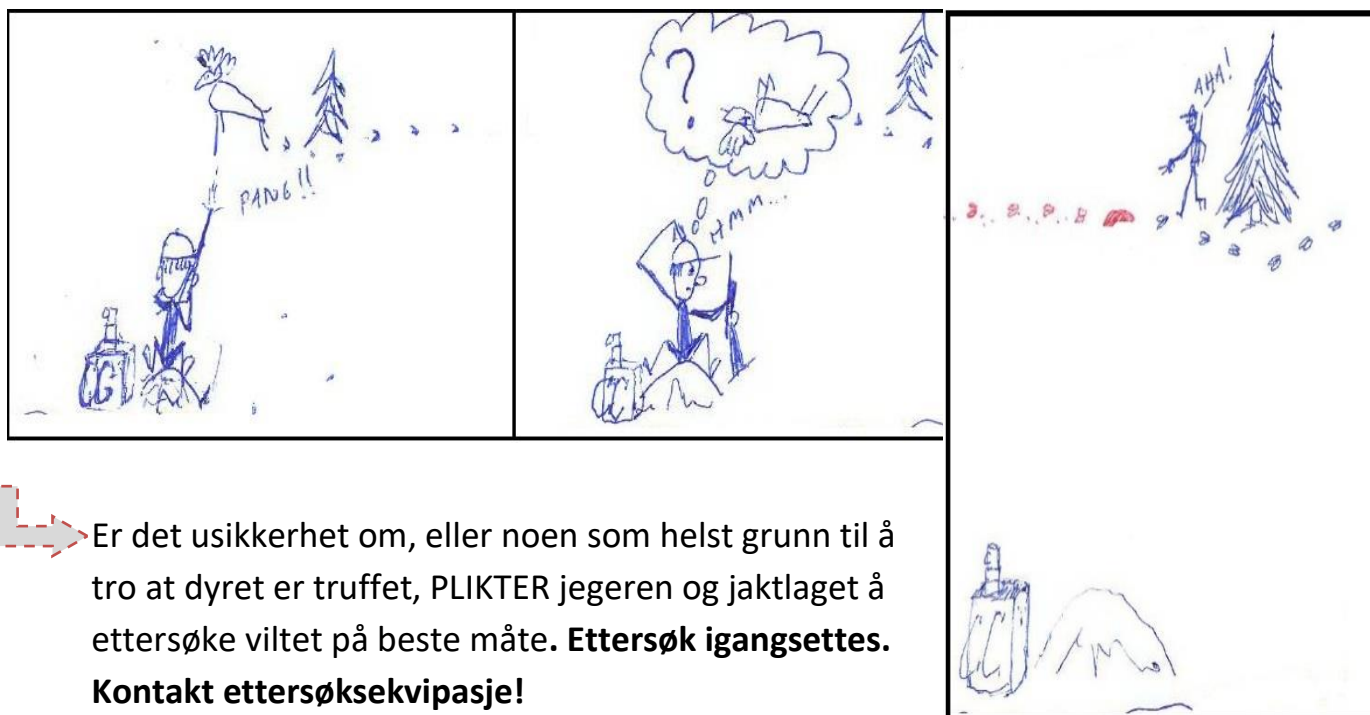 PANG!!
?
HMM...
AHA!
Er det usikkerhet om, eller noen som helst grunn til å
tro at dyret er truffet, PLIKTER jegeren og jaktlaget å
ettersøke viltet på beste måte. Ettersøk igangsettes.
Kontakt ettersøksekvipasje!